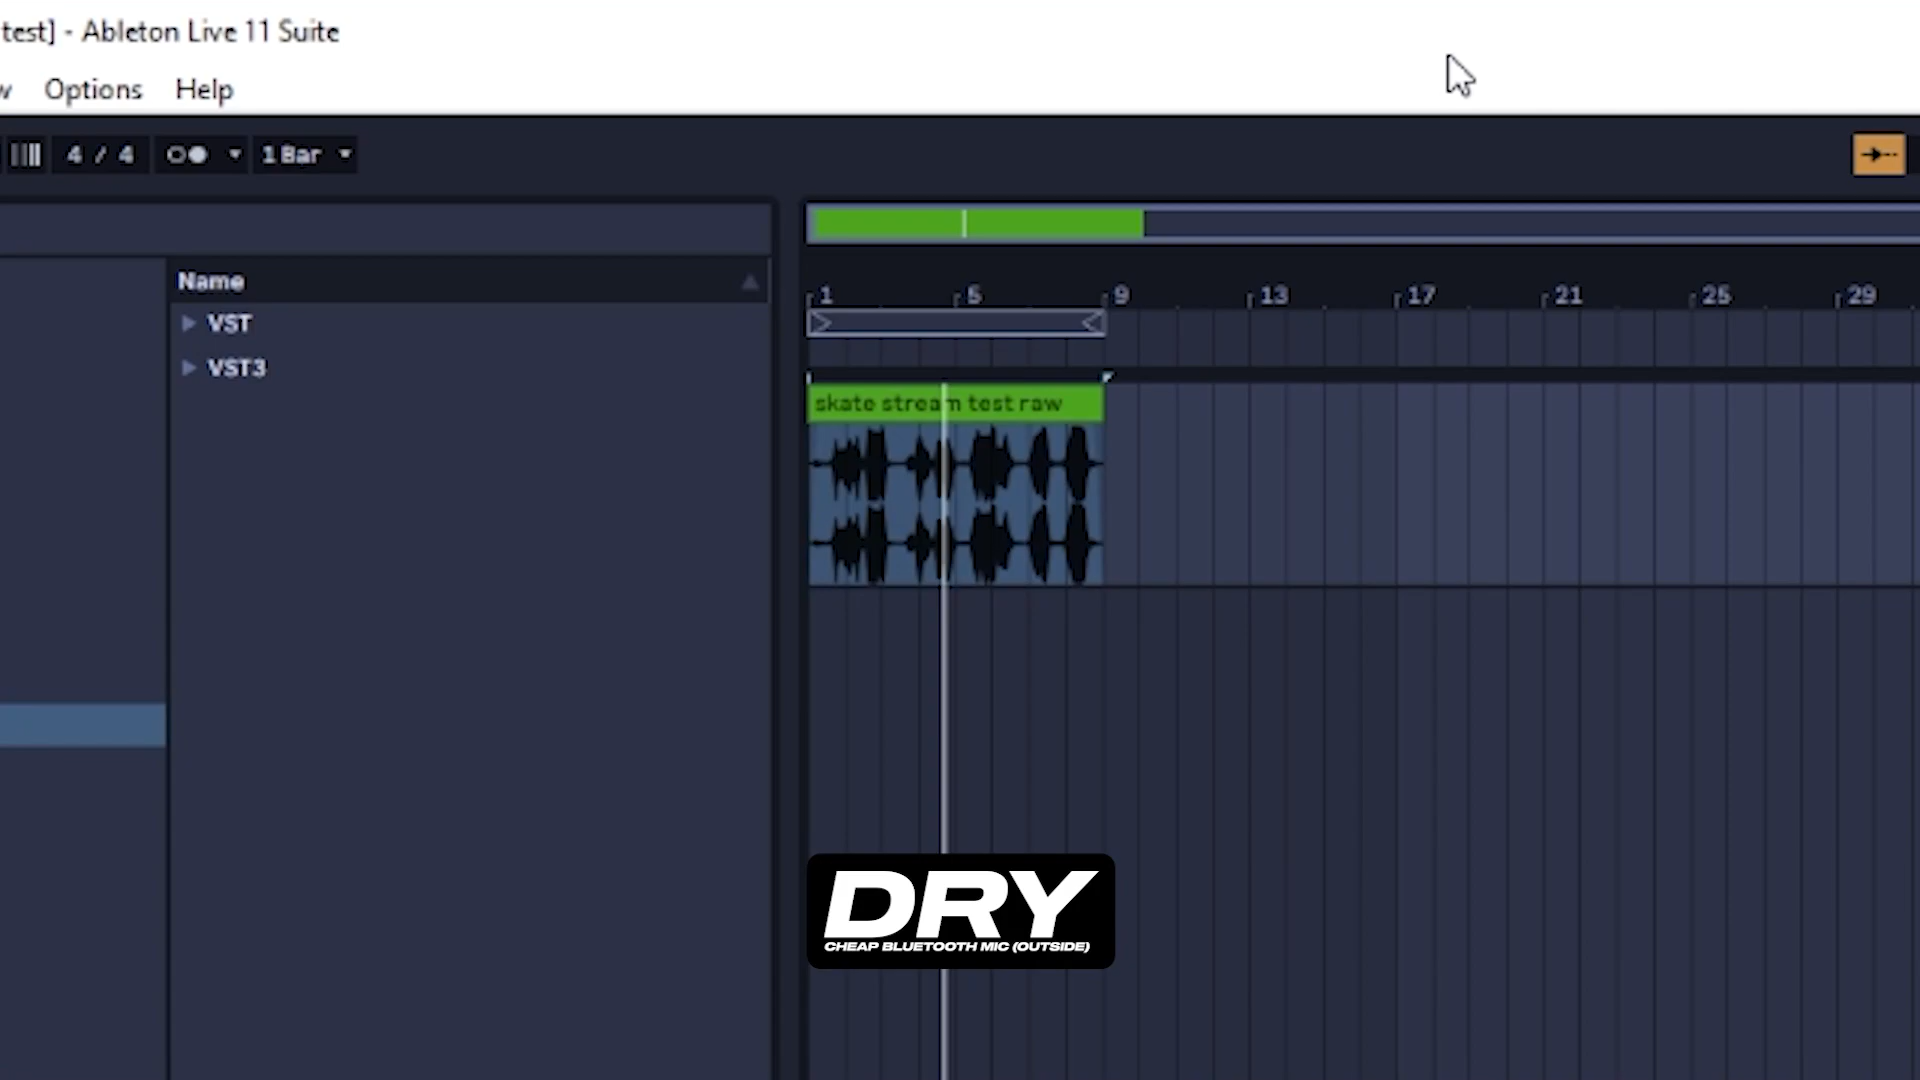 test] - Ableton Live 11 Suite
w Options Help
4 / 4 1 Bar
Name
VST
VST3
1 5 9 13 17 21 25 29
skate stream test raw
DRY
CHEAP BLUETOOTH MIC (OUTSIDE)